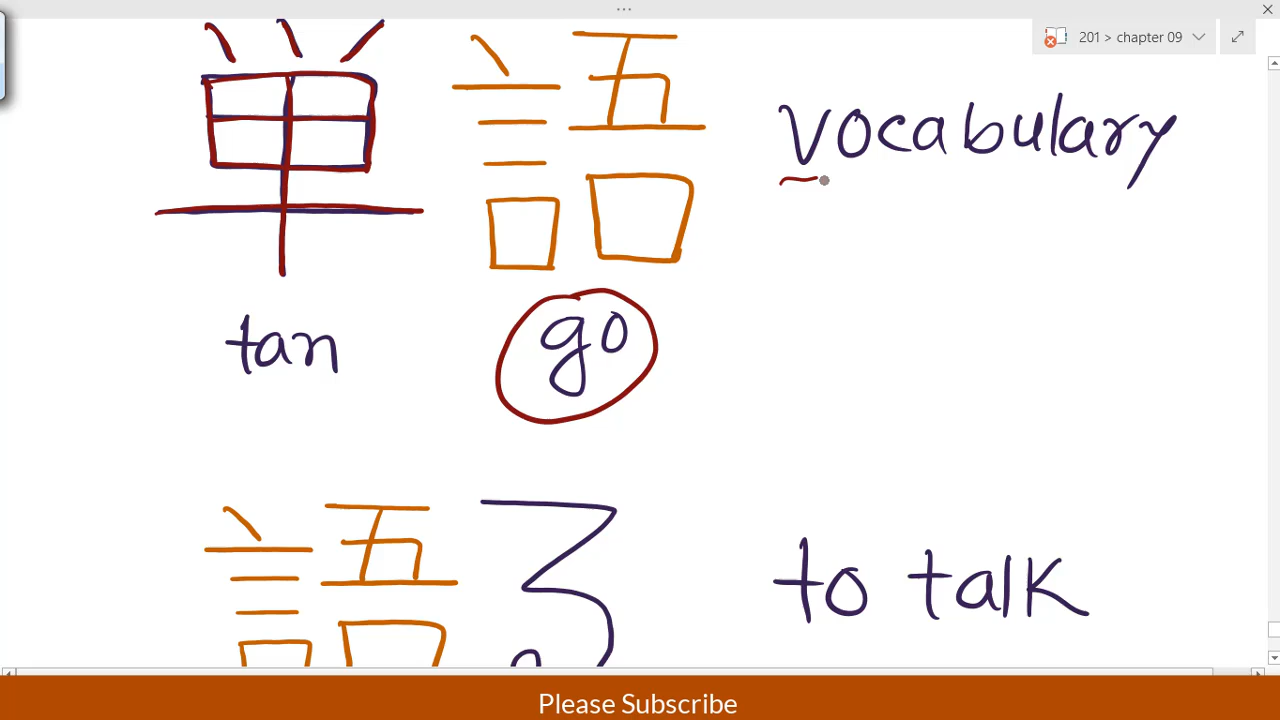 201 > chapter 09
単語 vocabulary
tan go
語る to talk
Please Subscribe